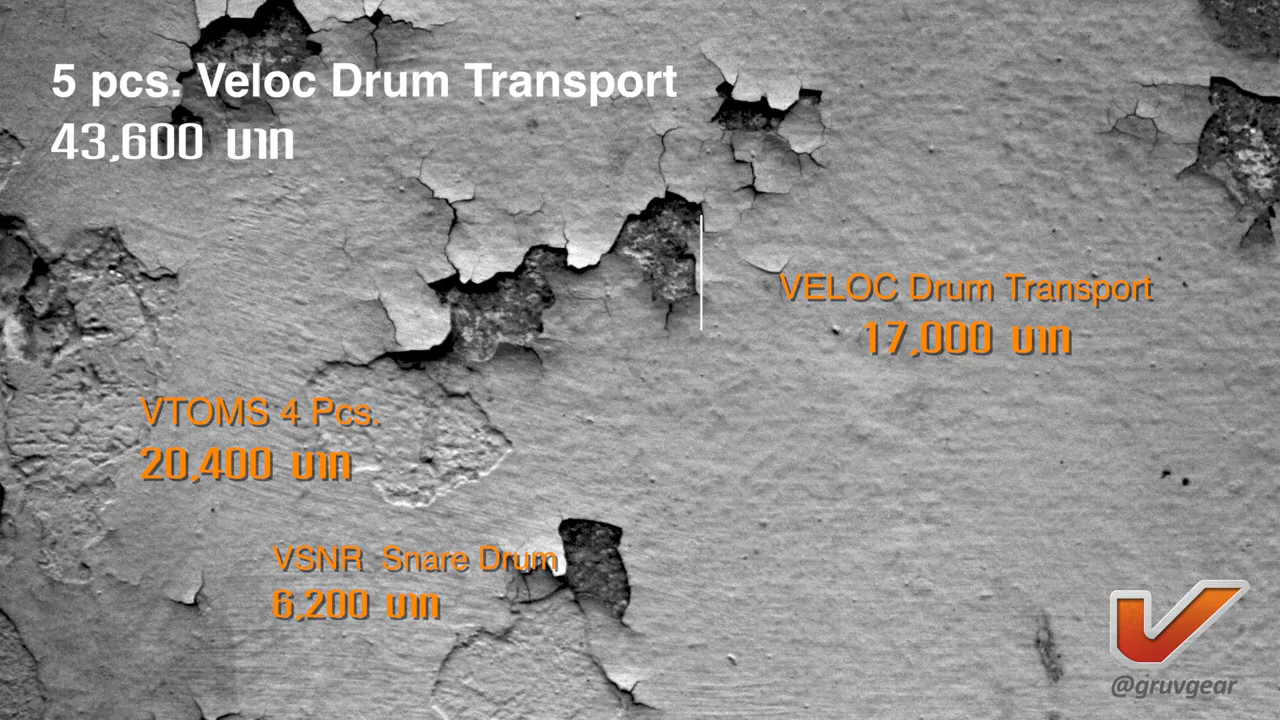 5 pcs. Veloc Drum Transport
43,600 บาท
VELOC Drum Transport
17,000 บาท
VTOMS 4 Pcs.
20,400 บาท
VSNR Snare Drum
6,200 บาท
@gruvgear